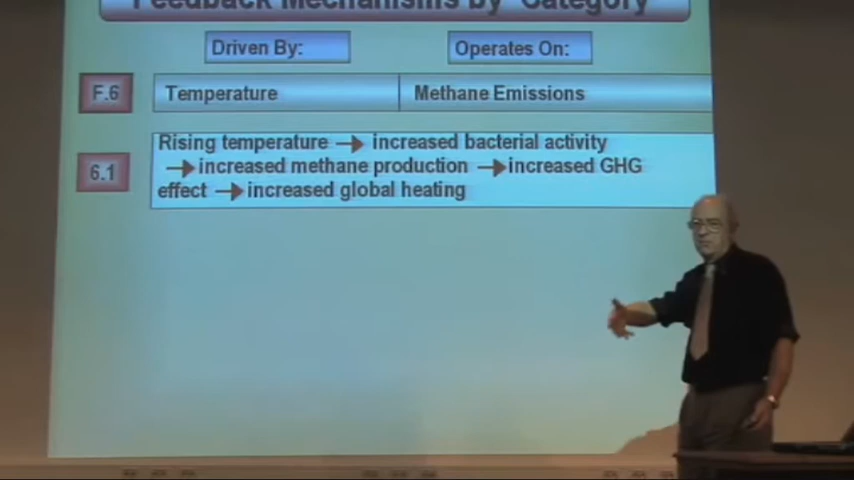 Feedback Mechanisms by Category
Driven By:
Operates On:
F.6
Temperature
Methane Emissions
6.1
Rising temperature → increased bacterial activity
→ increased methane production → increased GHG
effect → increased global heating